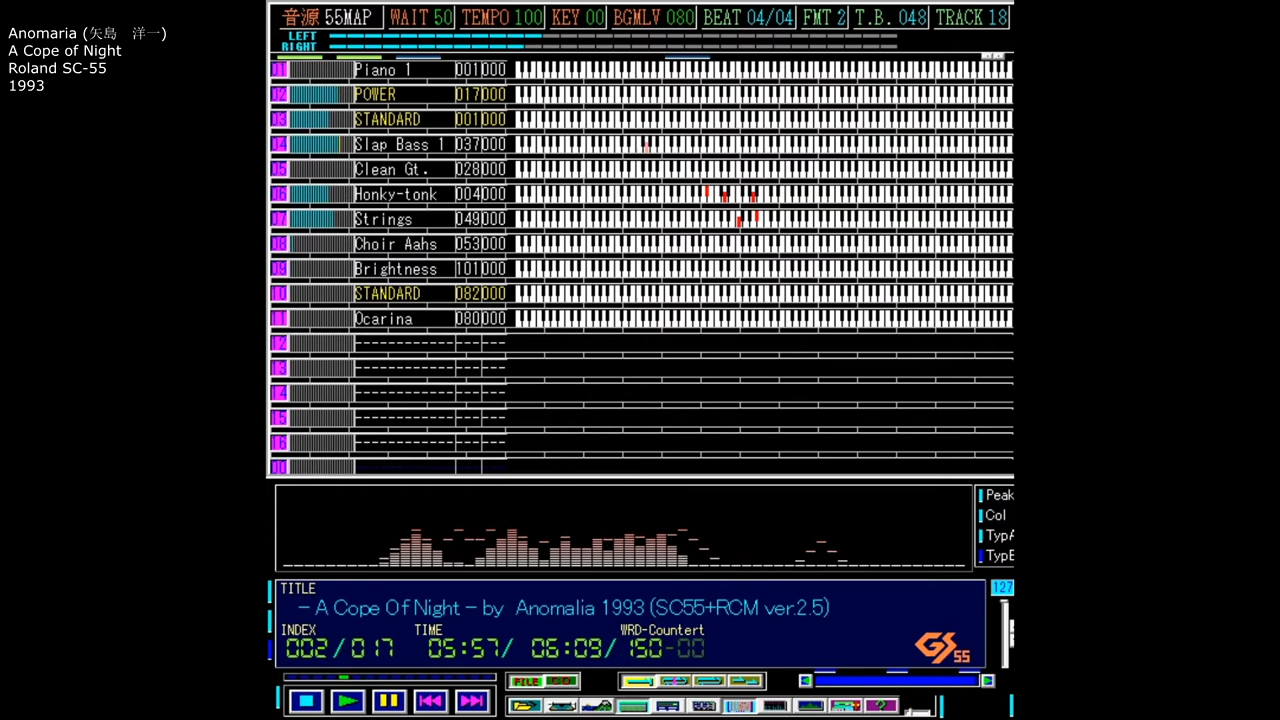 Anomaria (矢島　洋一)
A Cope of Night
Roland SC-55
1993
音源 55MAP WAIT 50 TEMPO 100 KEY 00 BGMLV 080 BEAT 04/04 FMT 2 T.B. 048 TRACK 18
LEFT
RIGHT
01 Piano 1 001 000
02 POWER 017 000
03 STANDARD 001 000
04 Slap Bass 1 037 000
05 Clean Gt. 028 000
06 Honky-tonk 004 000
07 Strings 049 000
08 Choir Aahs 053 000
09 Brightness 101 000
10 STANDARD 082 000
11 Ocarina 080 000
12
13
14
15
16
00
Peak
Col
TypA
TypB
TITLE
- A Cope Of Night - by Anomalia 1993 (SC55+RCM ver.2.5)
127
INDEX TIME WRD-Countert
002/017 05:57/ 06:09/ 150-00
GS 55
FILE
?